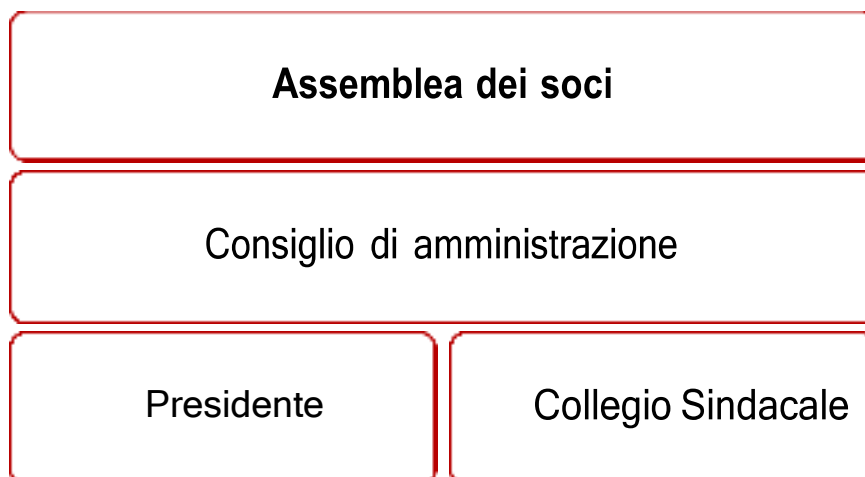 Assemblea dei soci
Consiglio di amministrazione
Presidente
Collegio Sindacale